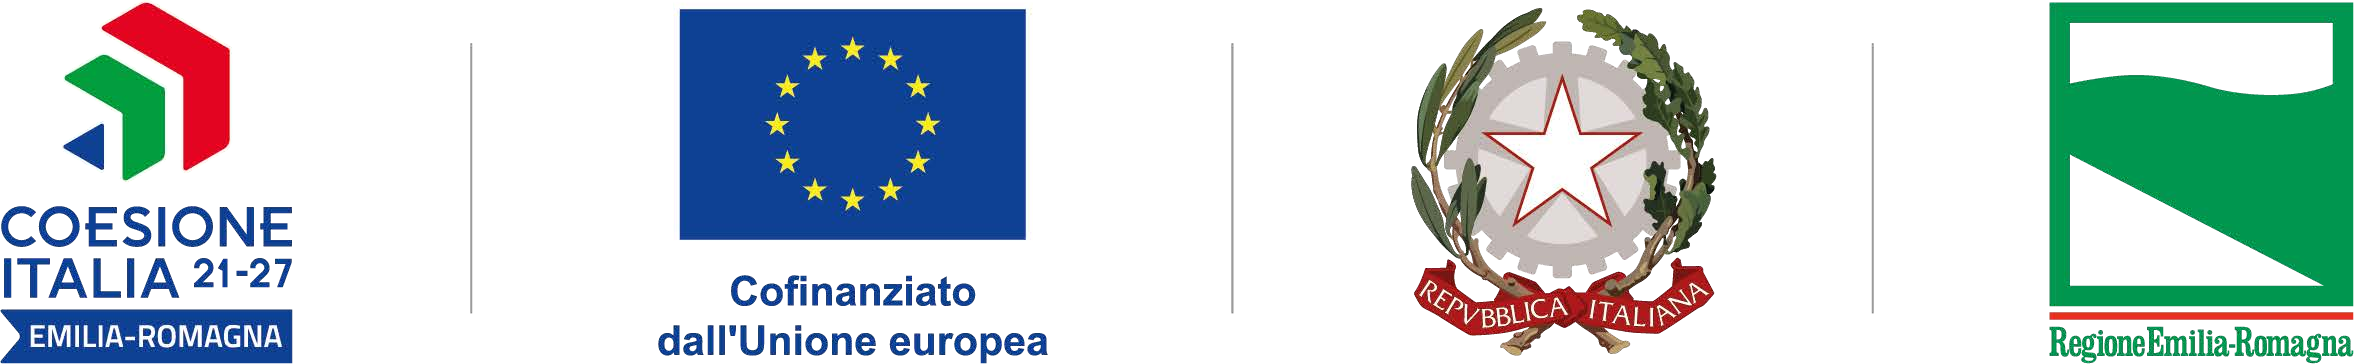 COESIONE
ITALIA 21-27
EMILIA-ROMAGNA
Cofinanziato
dall'Unione europea
REPVBBLICA ITALIANA
RegioneEmilia-Romagna